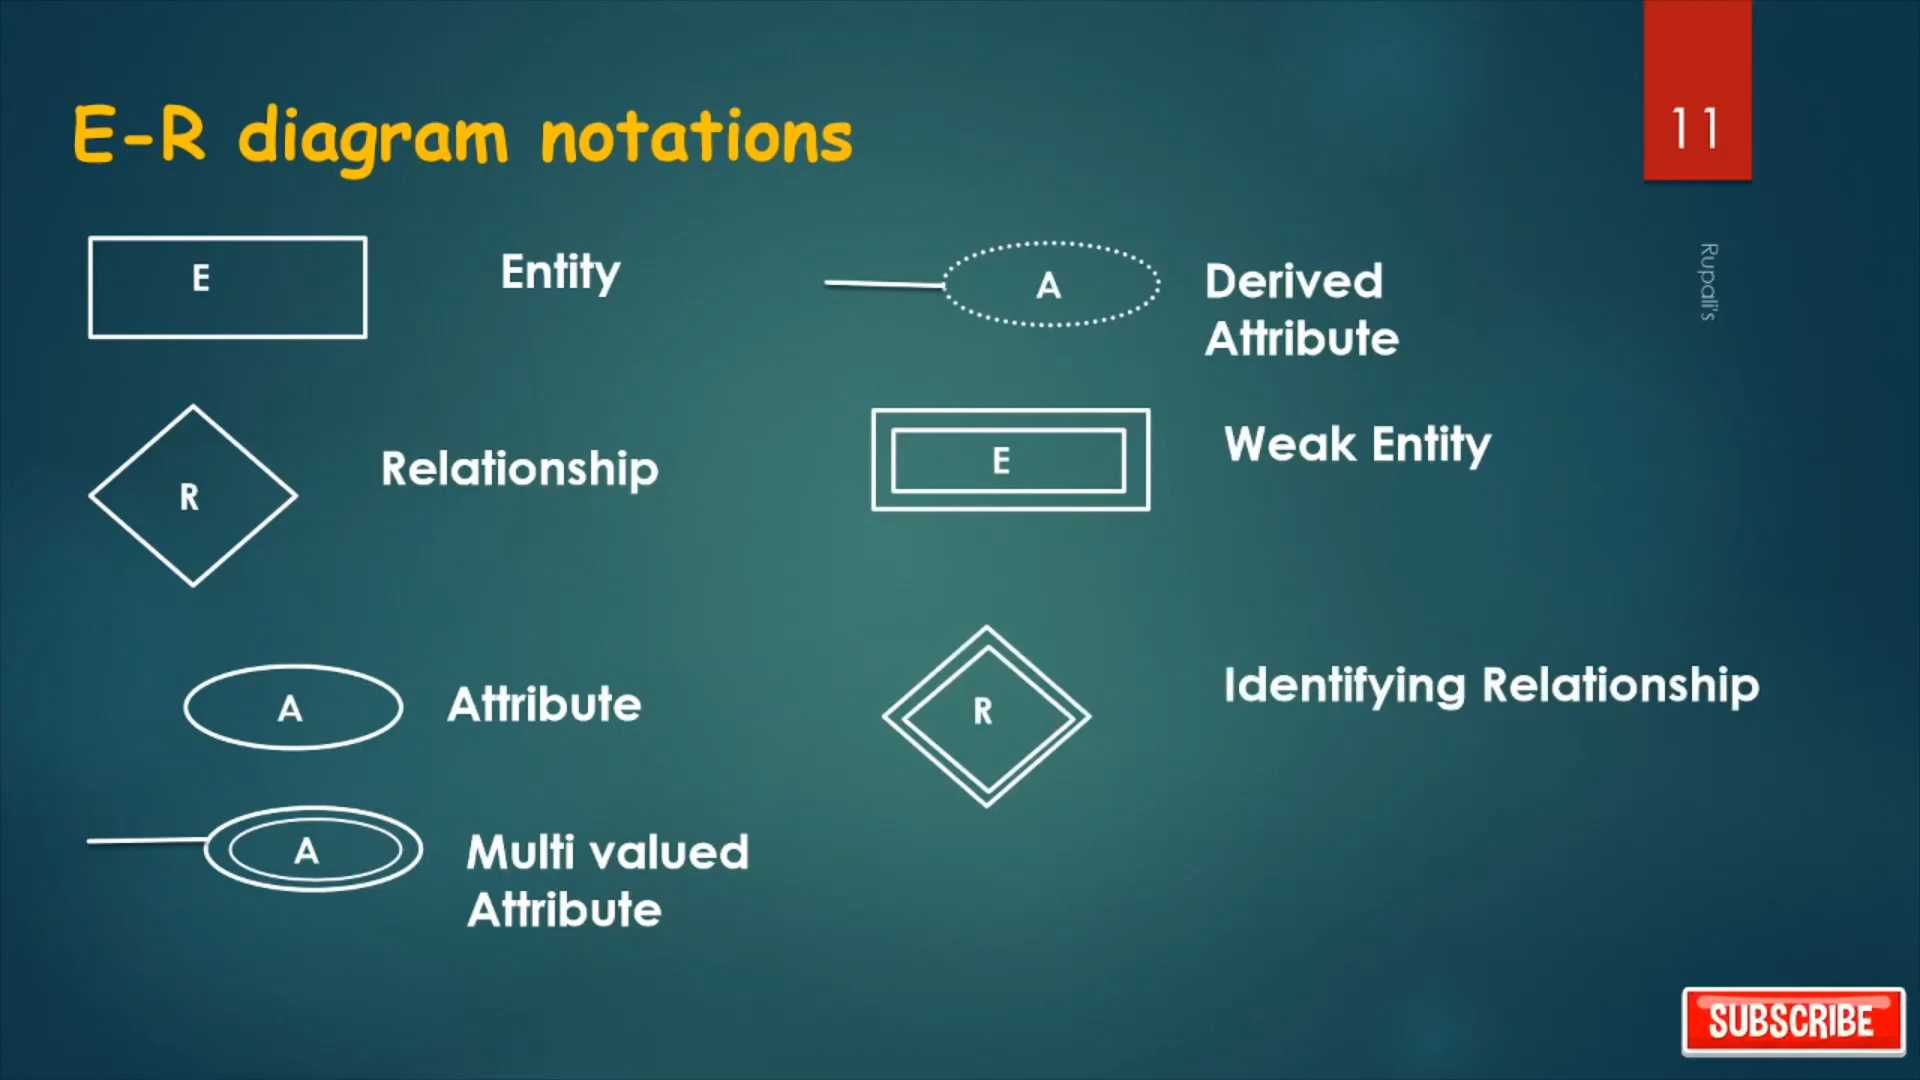 E-R diagram notations
11
Rupali's
E
Entity
R
Relationship
A
Attribute
A
Multi valued
Attribute
A
Derived
Attribute
E
Weak Entity
R
Identifying Relationship
SUBSCRIBE